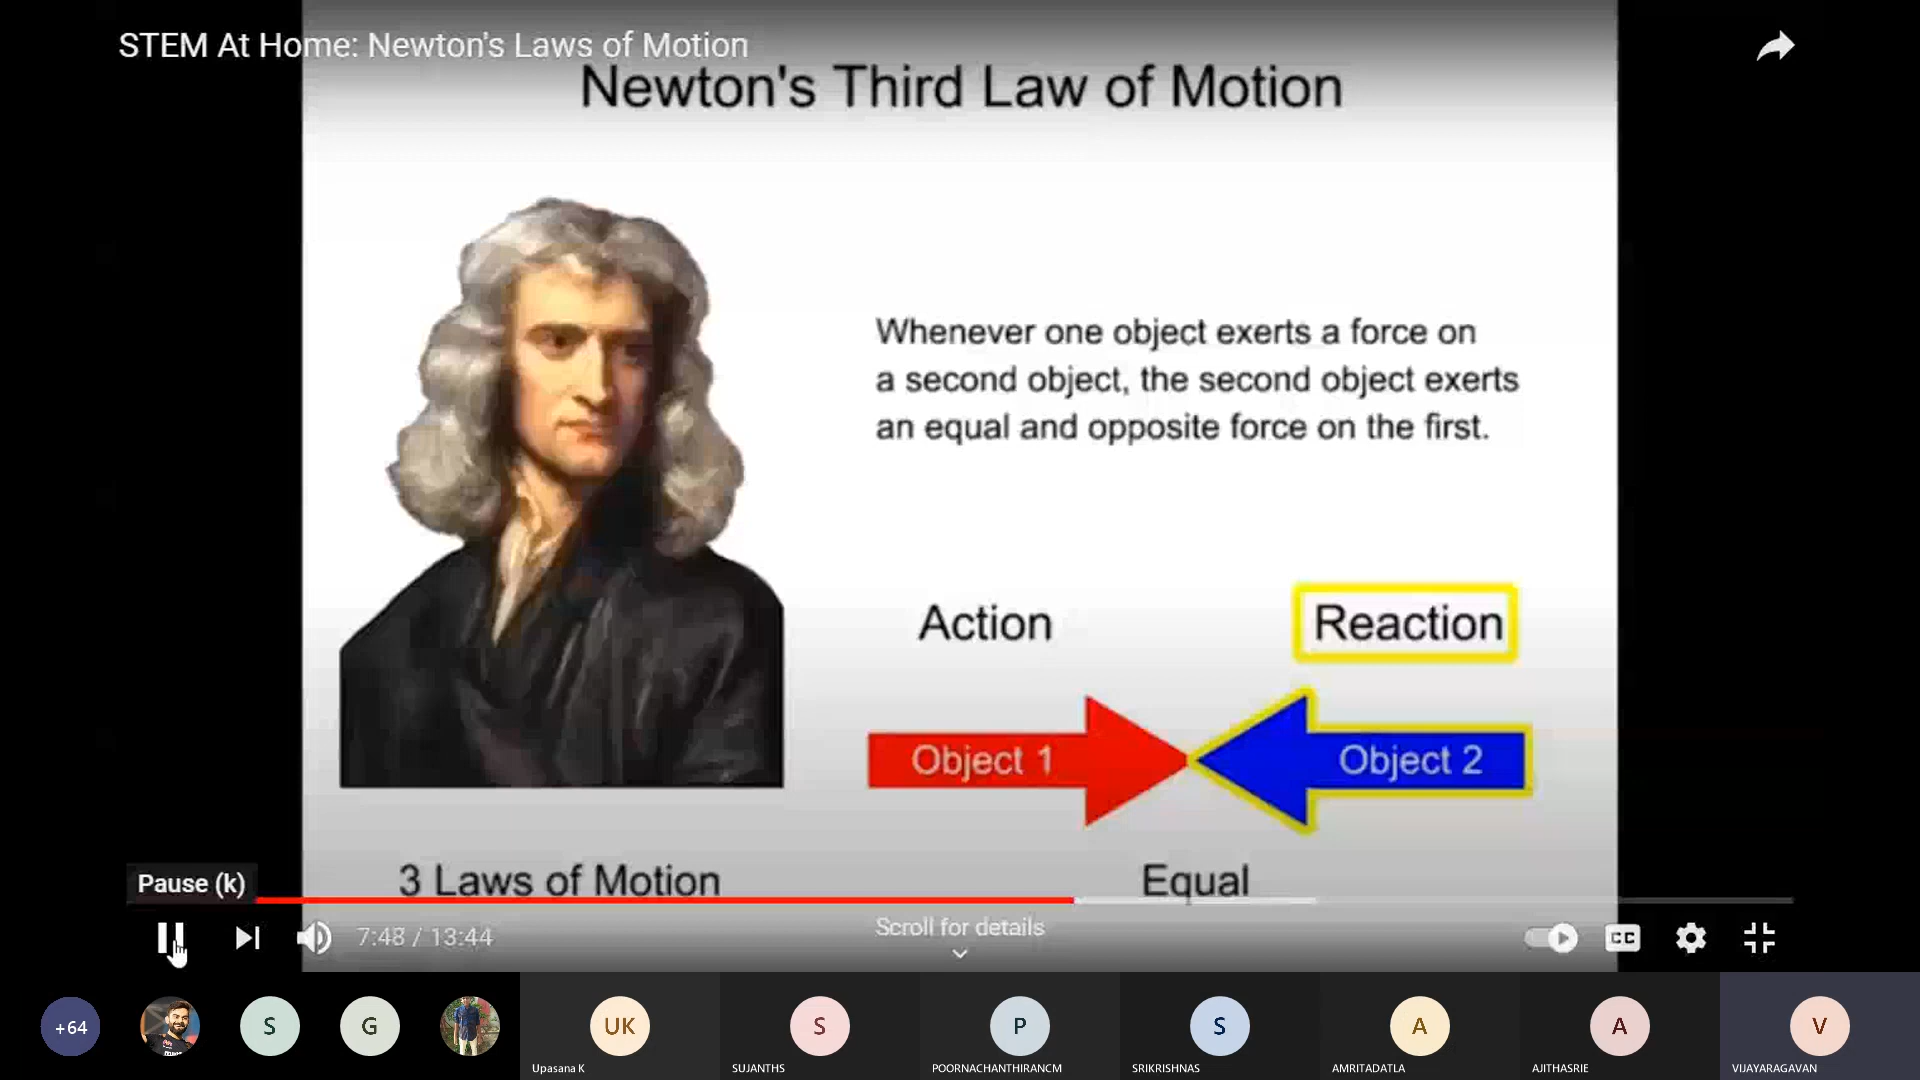 STEM At Home: Newton's Laws of Motion
Newton's Third Law of Motion
Whenever one object exerts a force on
a second object, the second object exerts
an equal and opposite force on the first.
Action
Reaction
Object 1
Object 2
3 Laws of Motion
Equal
Pause (k)
7:48 / 13:44
Scroll for details
CC
+64
S
G
UK
S
P
S
A
A
V
Upasana K
SUJANTHS
POORNACHANTHIRANCM
SRIKRISHNAS
AMRITADATLA
AJITHASRIE
VIJAYARAGAVAN